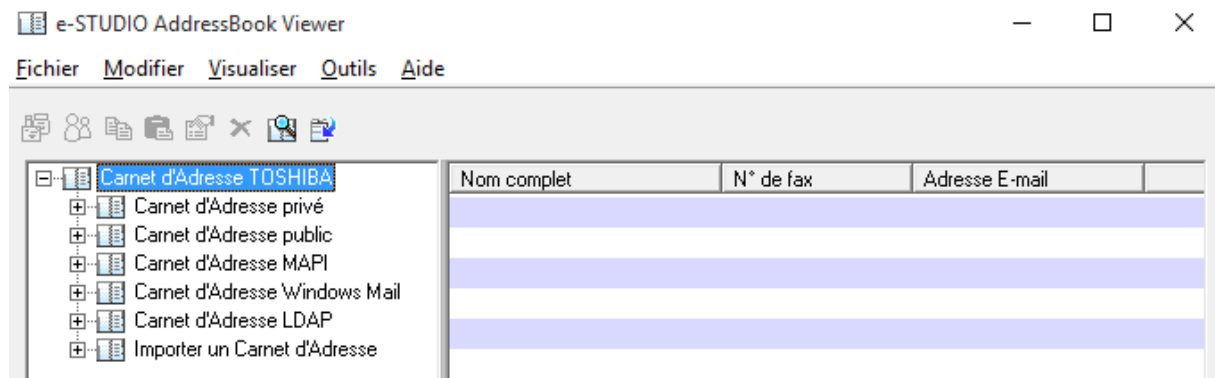 e-STUDIO AddressBook Viewer
Fichier Modifier Visualiser Outils Aide
Carnet d'Adresse TOSHIBA
Nom complet N° de fax Adresse E-mail
Carnet d'Adresse privé
Carnet d'Adresse public
Carnet d'Adresse MAPI
Carnet d'Adresse Windows Mail
Carnet d'Adresse LDAP
Importer un Carnet d'Adresse